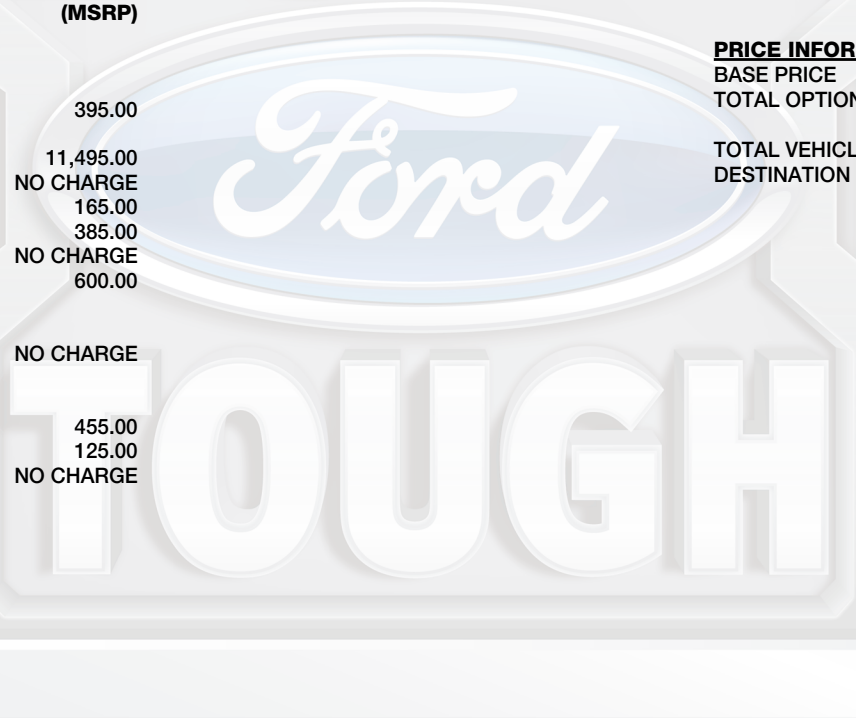 (MSRP)
395.00
11,495.00
NO CHARGE
165.00
385.00
NO CHARGE
600.00
NO CHARGE
455.00
125.00
NO CHARGE
PRICE INFOR
BASE PRICE
TOTAL OPTION
TOTAL VEHICL
DESTINATION
Ford
TOUGH